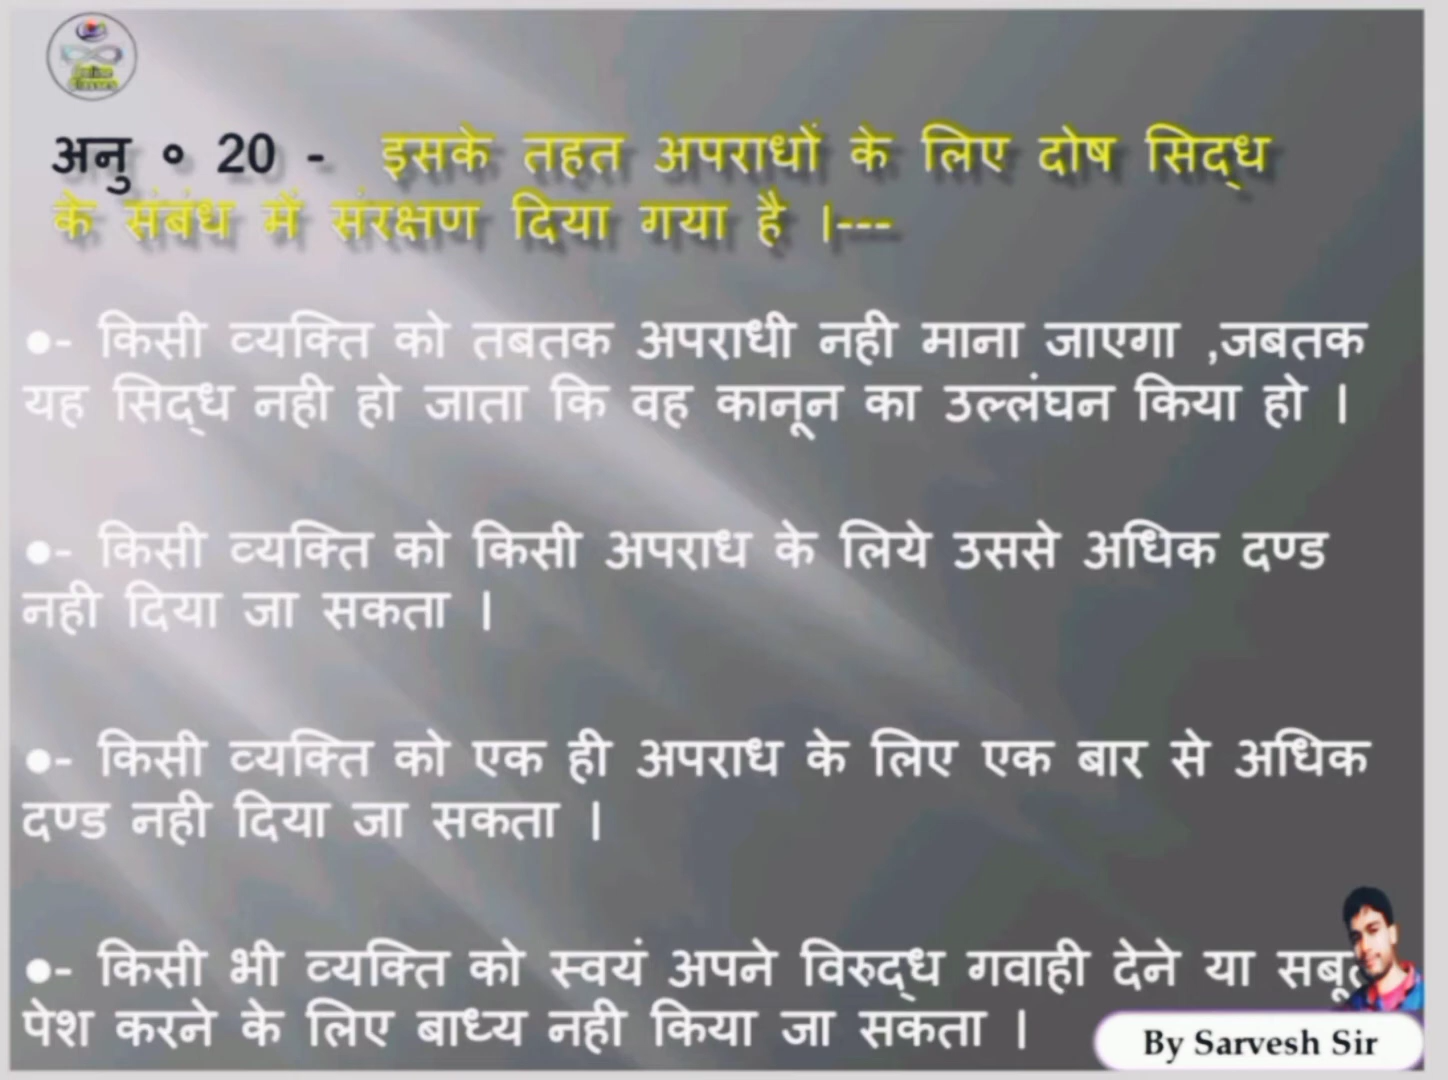 Online
Classes
अनु ० 20 - इसके तहत अपराधों के लिए दोष सिद्ध
के संबंध में संरक्षण दिया गया है ।---
●- किसी व्यक्ति को तबतक अपराधी नही माना जाएगा ,जबतक
यह सिद्ध नही हो जाता कि वह कानून का उल्लंघन किया हो ।
●- किसी व्यक्ति को किसी अपराध के लिये उससे अधिक दण्ड
नही दिया जा सकता ।
●- किसी व्यक्ति को एक ही अपराध के लिए एक बार से अधिक
दण्ड नही दिया जा सकता ।
●- किसी भी व्यक्ति को स्वयं अपने विरुद्ध गवाही देने या सबूत
पेश करने के लिए बाध्य नही किया जा सकता ।
By Sarvesh Sir